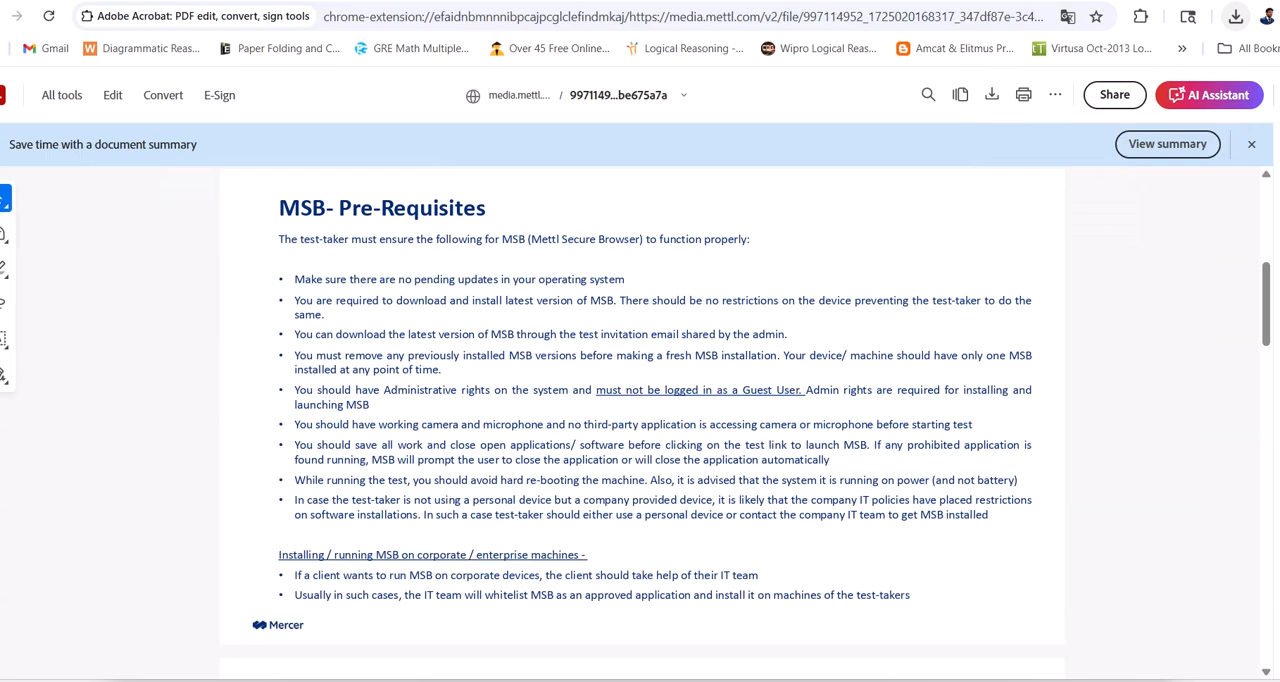 Adobe Acrobat: PDF edit, convert, sign tools chrome-extension://efaidnbmnnnibpcajpcglclefindmkaj/https://media.mettl.com/v2/file/997114952_1725020168317_347df87e-3c4...
Gmail Diagrammatic Reas... Paper Folding and C... GRE Math Multiple... Over 45 Free Online... Logical Reasoning -... Wipro Logical Reas... Amcat & Elitmus Pr... Virtusa Oct-2013 Lo... » All Book
All tools Edit Convert E-Sign media.mettl.... / 9971149...be675a7a Share AI Assistant
Save time with a document summary View summary
MSB- Pre-Requisites
The test-taker must ensure the following for MSB (Mettl Secure Browser) to function properly:
• Make sure there are no pending updates in your operating system
• You are required to download and install latest version of MSB. There should be no restrictions on the device preventing the test-taker to do the
same.
• You can download the latest version of MSB through the test invitation email shared by the admin.
• You must remove any previously installed MSB versions before making a fresh MSB installation. Your device/ machine should have only one MSB
installed at any point of time.
• You should have Administrative rights on the system and must not be logged in as a Guest User. Admin rights are required for installing and
launching MSB
• You should have working camera and microphone and no third-party application is accessing camera or microphone before starting test
• You should save all work and close open applications/ software before clicking on the test link to launch MSB. If any prohibited application is
found running, MSB will prompt the user to close the application or will close the application automatically
• While running the test, you should avoid hard re-booting the machine. Also, it is advised that the system it is running on power (and not battery)
• In case the test-taker is not using a personal device but a company provided device, it is likely that the company IT policies have placed restrictions
on software installations. In such a case test-taker should either use a personal device or contact the company IT team to get MSB installed
Installing / running MSB on corporate / enterprise machines -
• If a client wants to run MSB on corporate devices, the client should take help of their IT team
• Usually in such cases, the IT team will whitelist MSB as an approved application and install it on machines of the test-takers
Mercer